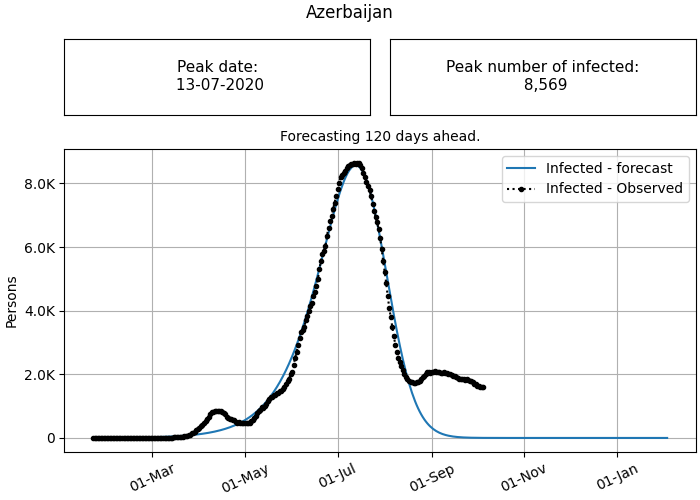 Azerbaijan
Peak date:
13-07-2020
Peak number of infected:
8,569
Forecasting 120 days ahead.
Infected - forecast
Infected - Observed
Persons
8.0K
6.0K
4.0K
2.0K
0
01-Mar
01-May
01-Jul
01-Sep
01-Nov
01-Jan